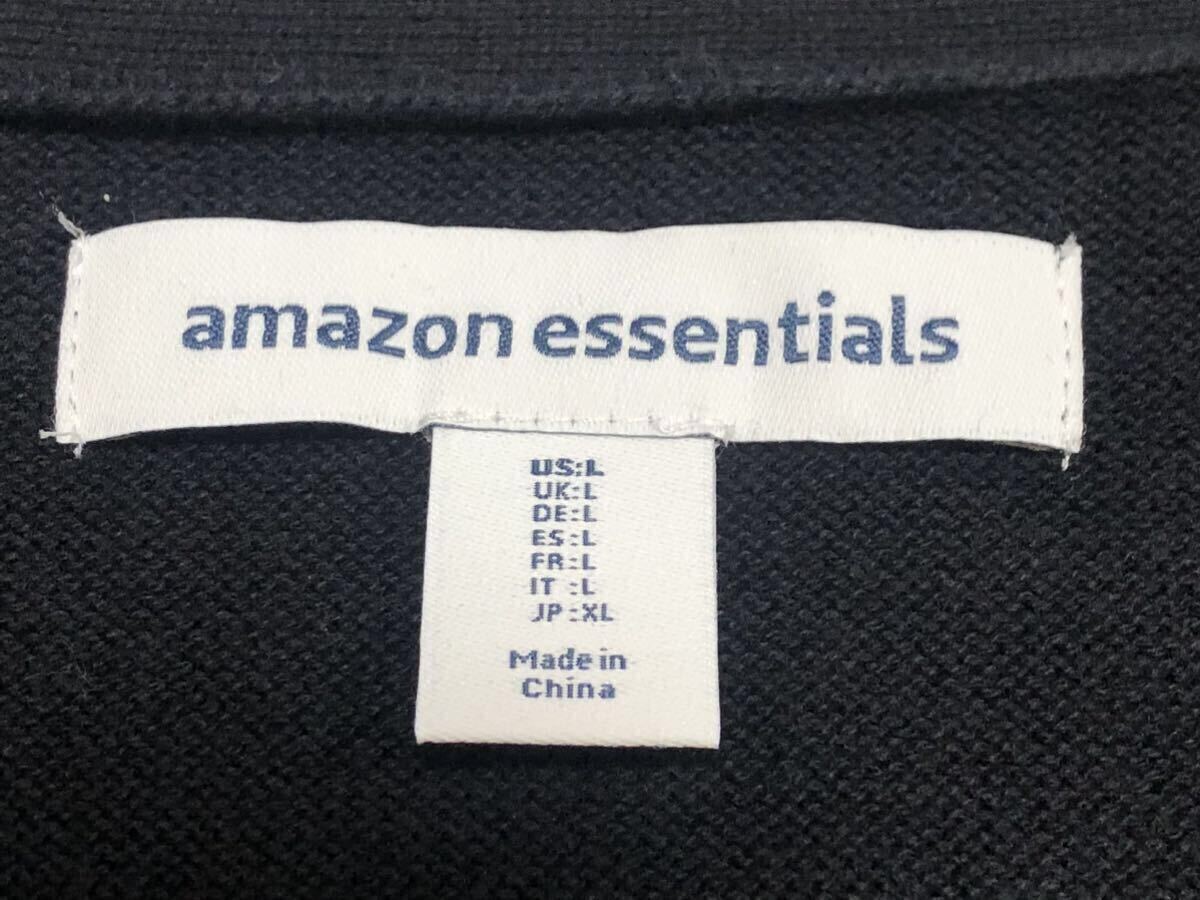 amazon essentials
US:L
UK:L
DE:L
ES:L
FR:L
IT :L
JP:XL
Made in
China